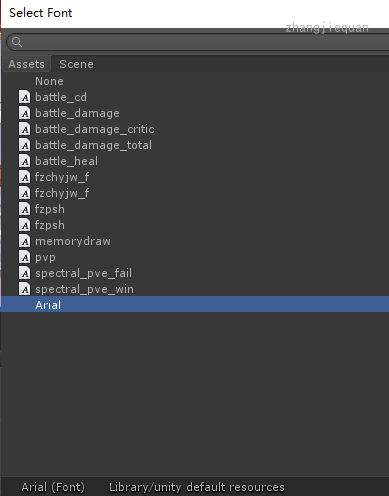 Select Font
zhangjiequan
Assets Scene
None
battle_cd
battle_damage
battle_damage_critic
battle_damage_total
battle_heal
fzchyjw_f
fzchyjw_f
fzpsh
fzpsh
memorydraw
pvp
spectral_pve_fail
spectral_pve_win
Arial
Arial (Font) Library/unity default resources